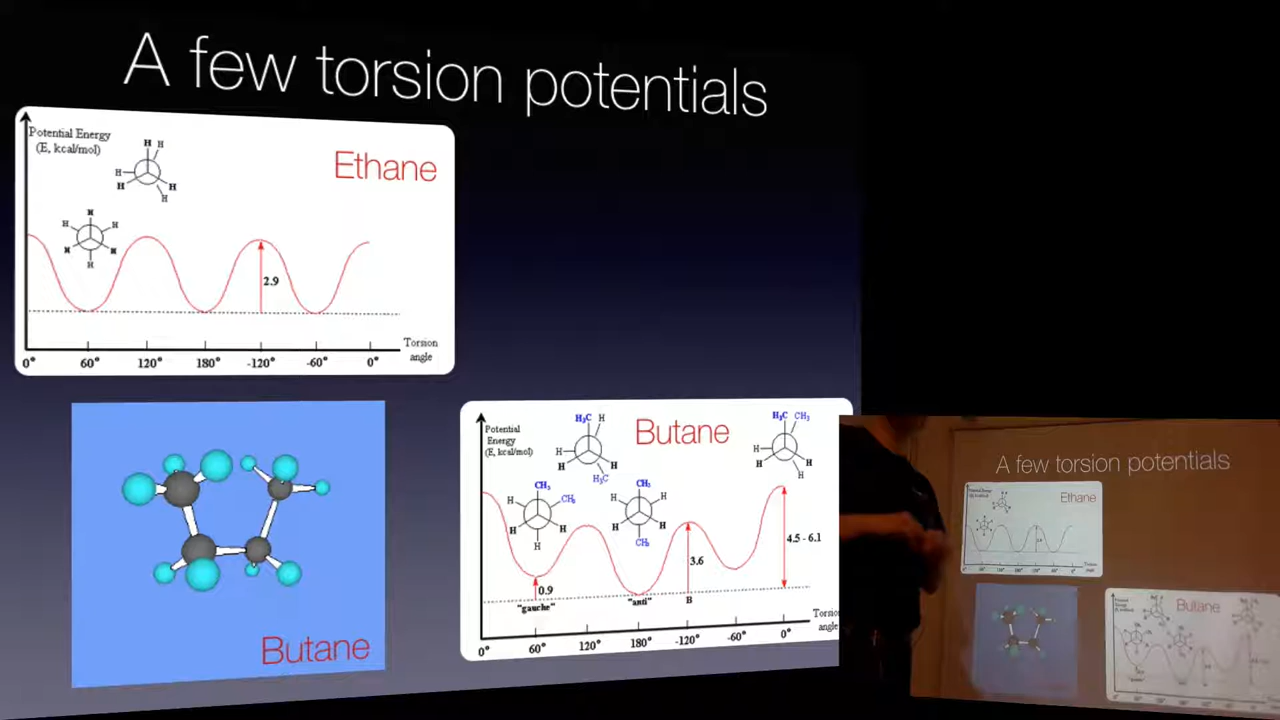 A few torsion potentials
Potential Energy
(E, kcal/mol)
H H
H
H H
H
Ethane
H
H H
H H
H
2.9
Torsion
angle
0° 60° 120° 180° -120° -60° 0°
Butane
Potential
Energy
(E, kcal/mol)
H₃C H
H
H H
H₃C
Butane
H₃C CH₃
H
H H
H
CH₃
H CH₃
H H
H
CH₃
H H
H H
CH₃
0.9
3.6
4.5 - 6.1
"gauche" "anti" B
Torsion
angle
0° 60° 120° 180° -120° -60° 0°
A few torsion potentials
Ethane
Butane